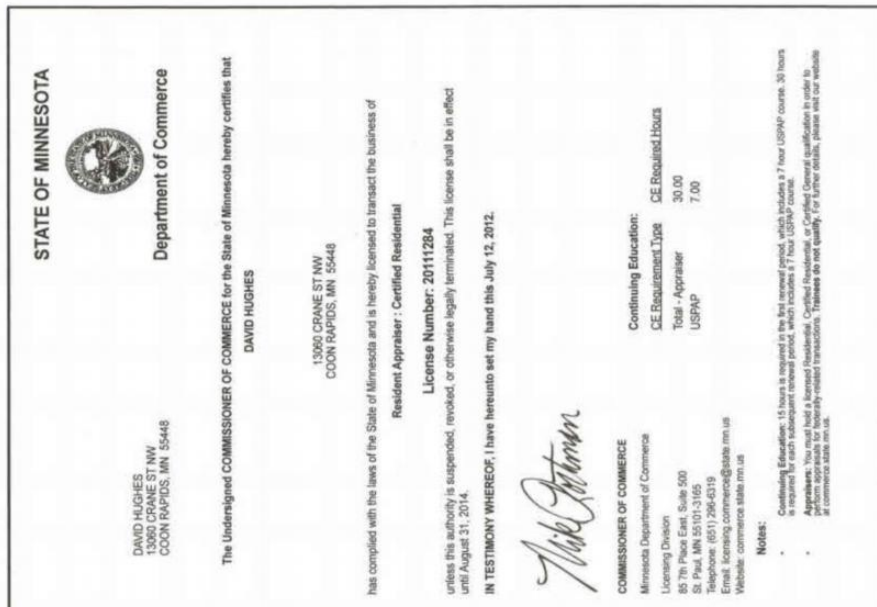 STATE OF MINNESOTA
Department of Commerce
DAVID HUGHES
13060 CRANE ST NW
COON RAPIDS, MN 55448
The Undersigned COMMISSIONER OF COMMERCE for the State of Minnesota hereby certifies that
DAVID HUGHES
13060 CRANE ST NW
COON RAPIDS, MN 55448
has complied with the laws of the State of Minnesota and is hereby licensed to transact the business of
Resident Appraiser : Certified Residential
License Number: 20111284
unless this authority is suspended, revoked, or otherwise legally terminated. This license shall be in effect
until August 31, 2014.
IN TESTIMONY WHEREOF, I have hereunto set my hand this July 12, 2012.
COMMISSIONER OF COMMERCE
Minnesota Department of Commerce
Licensing Division
85 7th Place East, Suite 500
St. Paul, MN 55101-3165
Telephone: (651) 296-6319
Email: licensing.commerce@state.mn.us
Website: commerce.state.mn.us
Continuing Education:
CE Requirement Type CE Required Hours
Total - Appraiser 30.00
USPAP 7.00
Notes:
• Continuing Education: 15 hours is required in the first renewal period, which includes a 7 hour USPAP course. 30 hours
is required for each subsequent renewal period, which includes a 7 hour USPAP course.
• Appraisers: You must hold a licensed Residential, Certified Residential, or Certified General qualification in order to
perform appraisals for federally-related transactions. Trainees do not qualify. For further details, please visit our website
at commerce.state.mn.us.